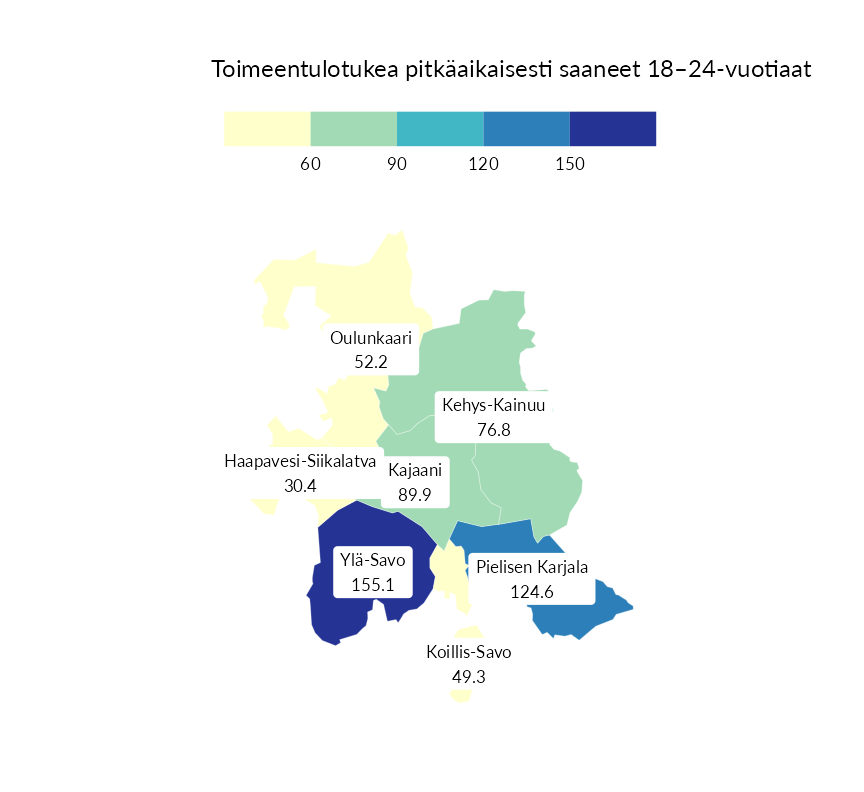 Toimeentulotukea pitkäaikaisesti saaneet 18–24-vuotiaat
60 90 120 150
Oulunkaari
52.2
Kehys-Kainuu
76.8
Haapavesi-Siikalatva
30.4
Kajaani
89.9
Ylä-Savo
155.1
Pielisen Karjala
124.6
Koillis-Savo
49.3